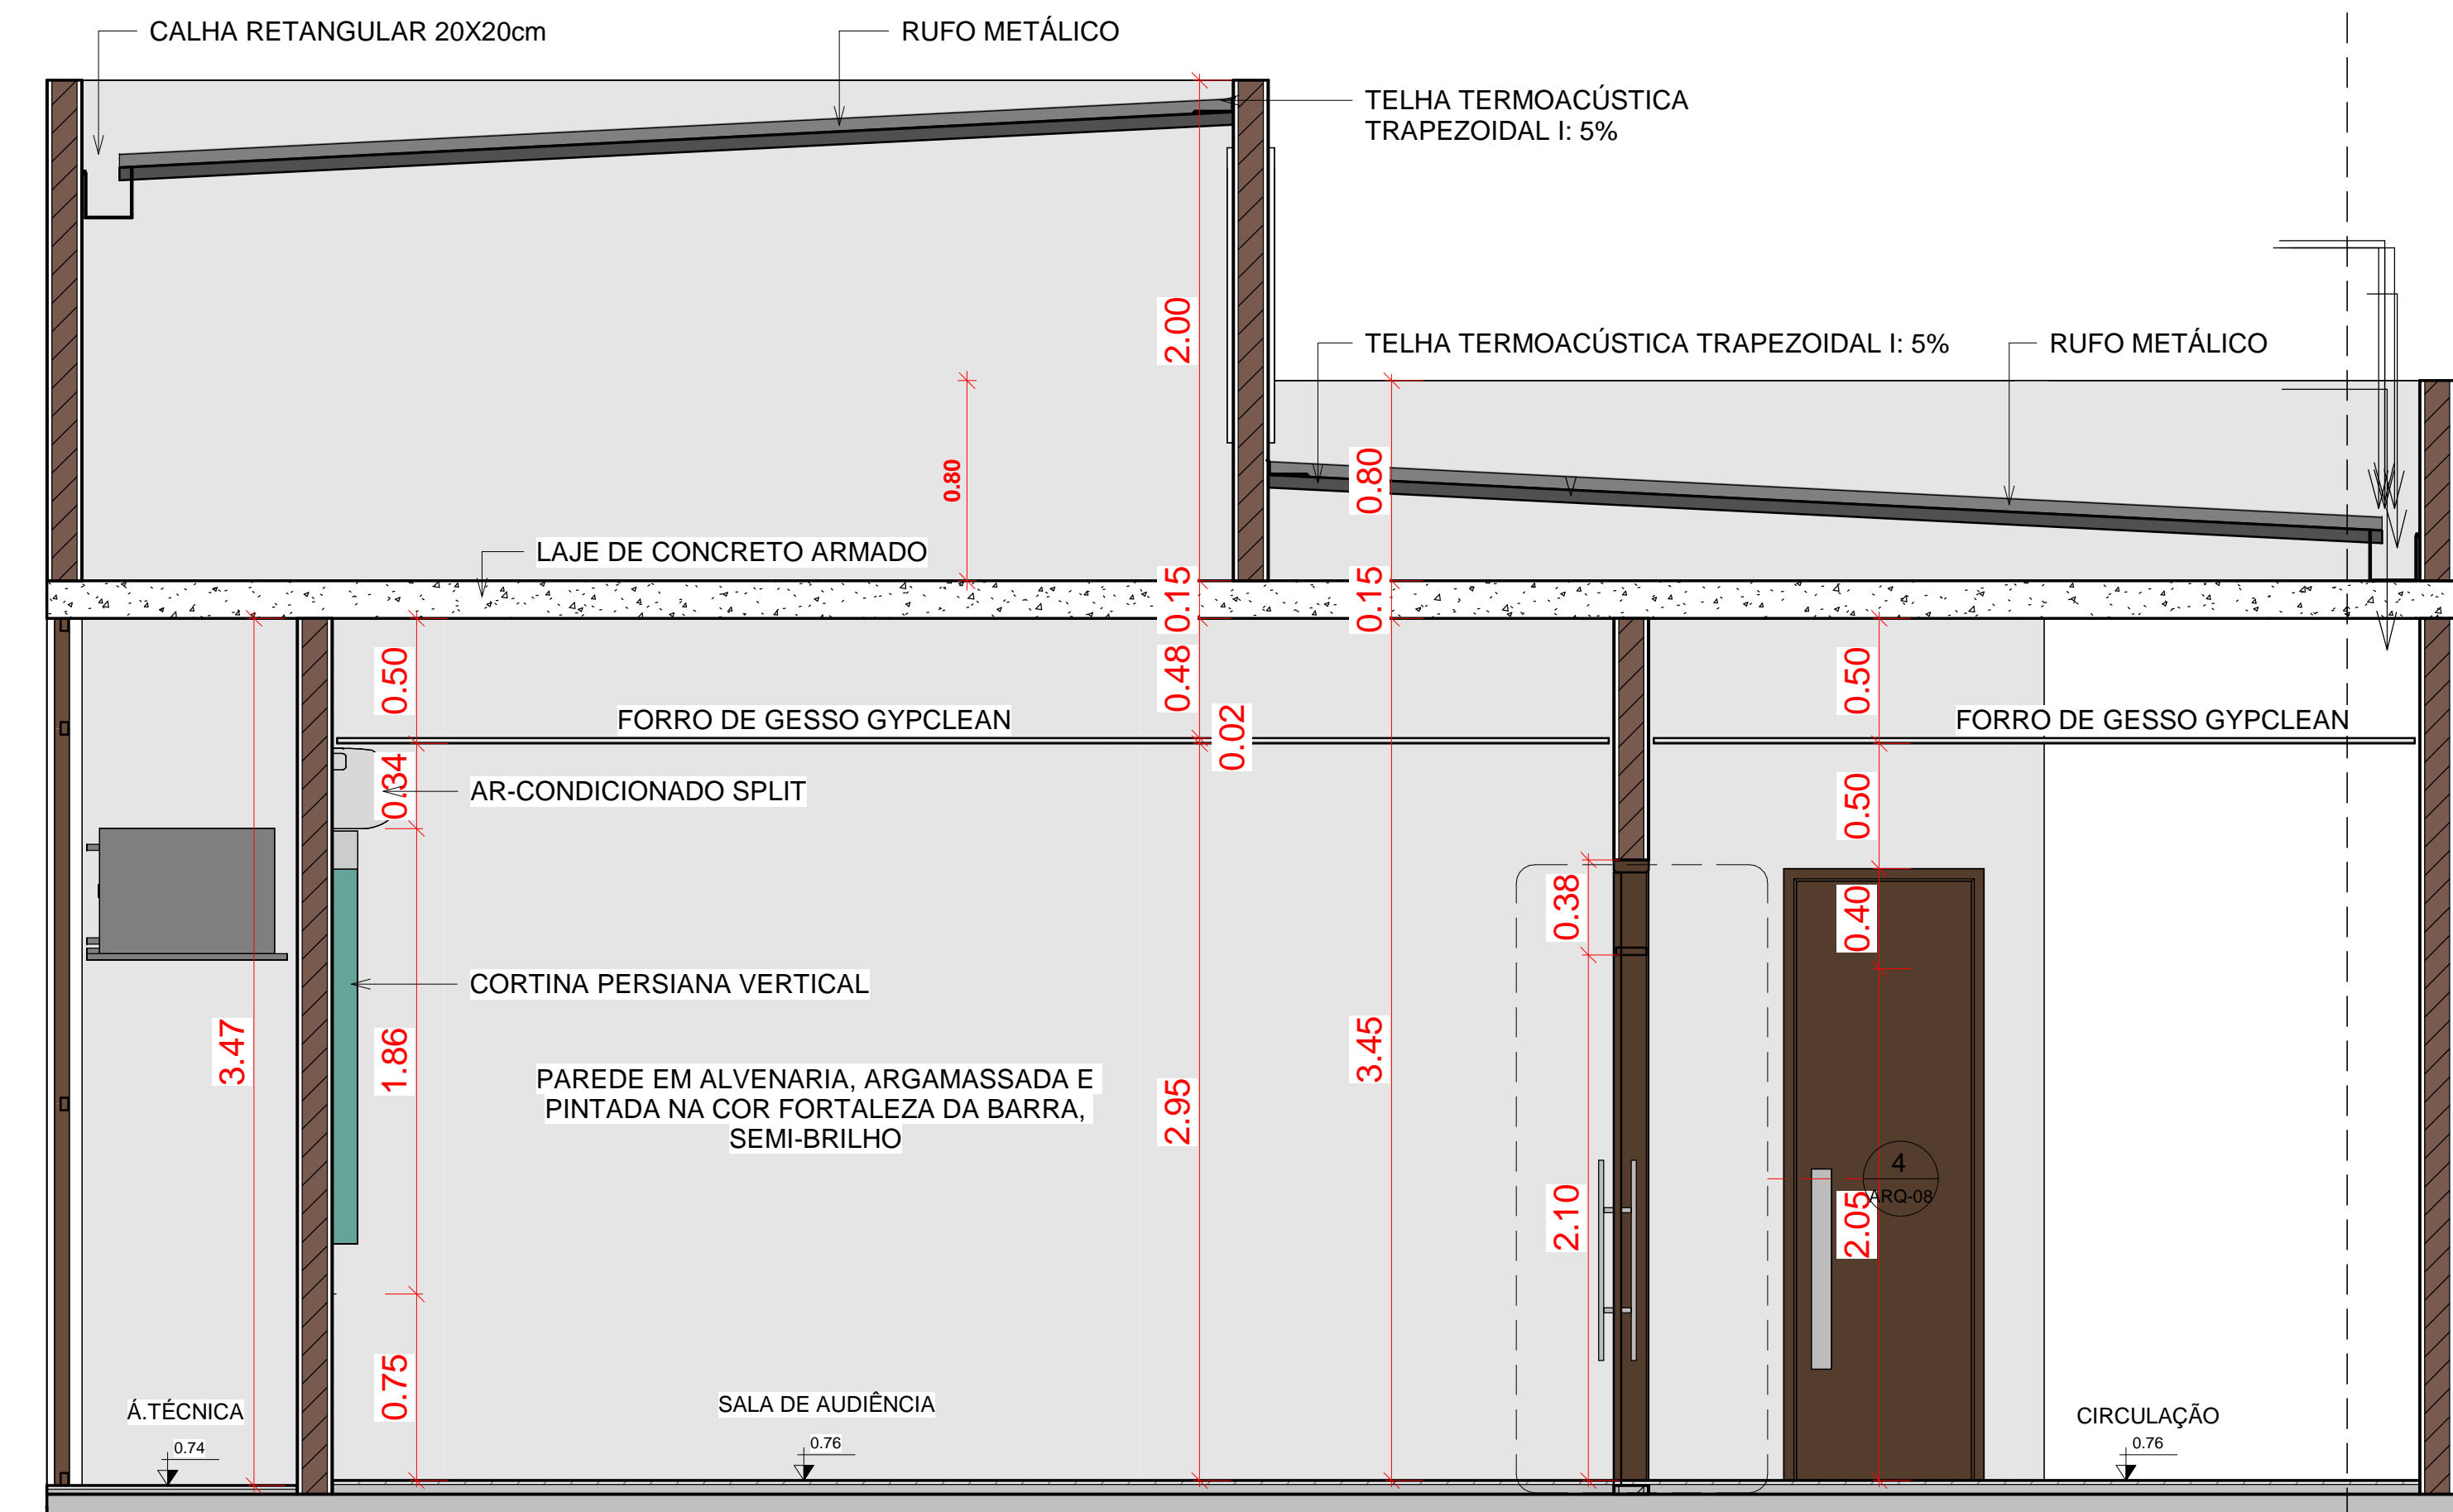 CALHA RETANGULAR 20X20cm
RUFO METÁLICO
TELHA TERMOACÚSTICA
TRAPEZOIDAL I: 5%
2.00
TELHA TERMOACÚSTICA TRAPEZOIDAL I: 5%
RUFO METÁLICO
0.80
0.80
LAJE DE CONCRETO ARMADO
0.15
0.15
0.50
0.48
0.50
FORRO DE GESSO GYPCLEAN
0.02
FORRO DE GESSO GYPCLEAN
0.34
AR-CONDICIONADO SPLIT
0.50
0.38
0.40
CORTINA PERSIANA VERTICAL
3.47
1.86
3.45
PAREDE EM ALVENARIA, ARGAMASSADA E
PINTADA NA COR FORTALEZA DA BARRA,
SEMI-BRILHO
2.95
2.10
2.05
4
ARQ-08
0.75
Á.TÉCNICA
0.74
SALA DE AUDIÊNCIA
0.76
CIRCULAÇÃO
0.76